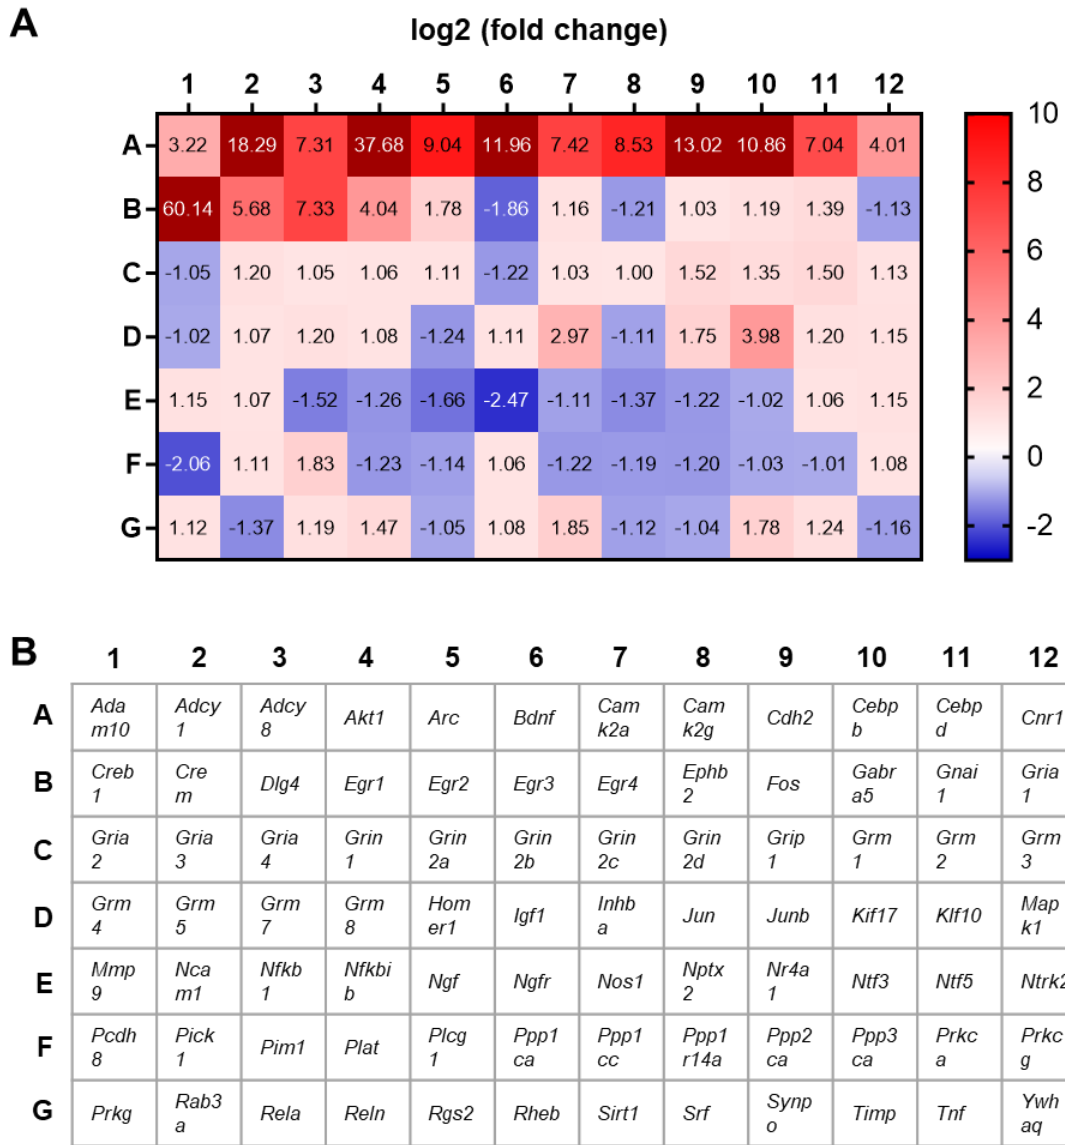 A
log2 (fold change)
1 2 3 4 5 6 7 8 9 10 11 12
A 3.22 18.29 7.31 37.68 9.04 11.96 7.42 8.53 13.02 10.86 7.04 4.01
B 60.14 5.68 7.33 4.04 1.78 -1.86 1.16 -1.21 1.03 1.19 1.39 -1.13
C -1.05 1.20 1.05 1.06 1.11 -1.22 1.03 1.00 1.52 1.35 1.50 1.13
D -1.02 1.07 1.20 1.08 -1.24 1.11 2.97 -1.11 1.75 3.98 1.20 1.15
E 1.15 1.07 -1.52 -1.26 -1.66 -2.47 -1.11 -1.37 -1.22 -1.02 1.06 1.15
F -2.06 1.11 1.83 -1.23 -1.14 1.06 -1.22 -1.19 -1.20 -1.03 -1.01 1.08
G 1.12 -1.37 1.19 1.47 -1.05 1.08 1.85 -1.12 -1.04 1.78 1.24 -1.16
10
8
6
4
2
0
-2
B
1 2 3 4 5 6 7 8 9 10 11 12
A
Ada Adcy Adcy Akt1 Arc Bdnf Cam Cam Cdh2 Cebp Cebp Cnr1
m10 1 8 k2a k2g b d
B
Creb Cre Dlg4 Egr1 Egr2 Egr3 Egr4 Ephb Fos Gabr Gnai Gria
1 m 2 a5 1 1
C
Gria Gria Gria Grin Grin Grin Grin Grin Grip Grm Grm Grm
2 3 4 1 2a 2b 2c 2d 1 1 2 3
D
Grm Grm Grm Grm Hom Igf1 Inhb Jun Junb Kif17 Klf10 Map
4 5 7 8 er1 a k1
E
Mmp Nca Nfkb Nfkbi Ngf Ngfr Nos1 Nptx Nr4a Ntf3 Ntf5 Ntrk2
9 m1 1 b 2 1
F
Pcdh Pick Pim1 Plat Plcg Ppp1 Ppp1 Ppp1 Ppp2 Ppp3 Prkc Prkc
8 1 1 ca cc r14a ca ca a g
G
Prkg Rab3 Rela Reln Rgs2 Rheb Sirt1 Srf Synp Timp Tnf Ywh
a o aq